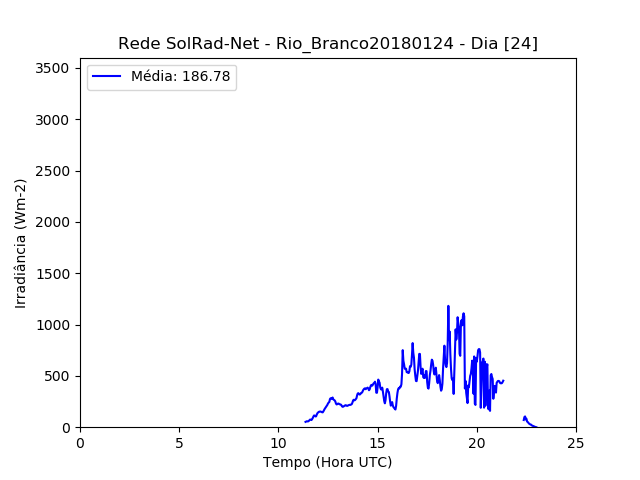 Rede SolRad-Net - Rio_Branco20180124 - Dia [24]
Média: 186.78
3500
3000
2500
2000
1500
1000
500
0
Irradiância (Wm-2)
0 5 10 15 20 25
Tempo (Hora UTC)